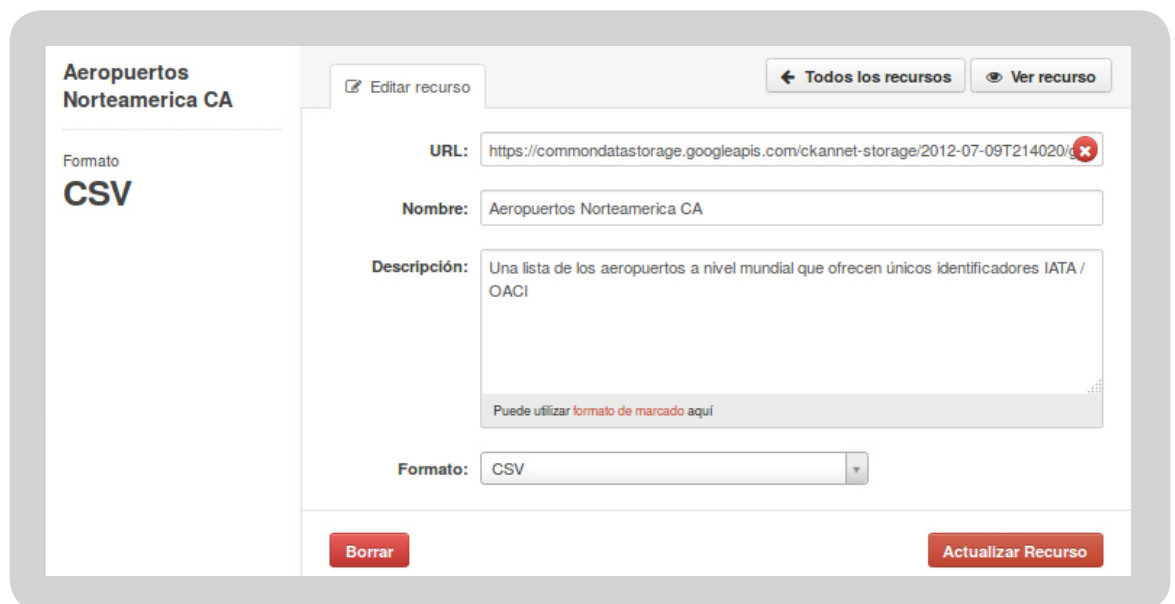 Aeropuertos
Norteamerica CA
Formato
CSV
Editar recurso
Todos los recursos
Ver recurso
URL: https://commondatastorage.googleapis.com/ckannet-storage/2012-07-09T214020/
Nombre: Aeropuertos Norteamerica CA
Descripción: Una lista de los aeropuertos a nivel mundial que ofrecen únicos identificadores IATA /
OACI
Puede utilizar formato de marcado aquí
Formato: CSV
Borrar
Actualizar Recurso